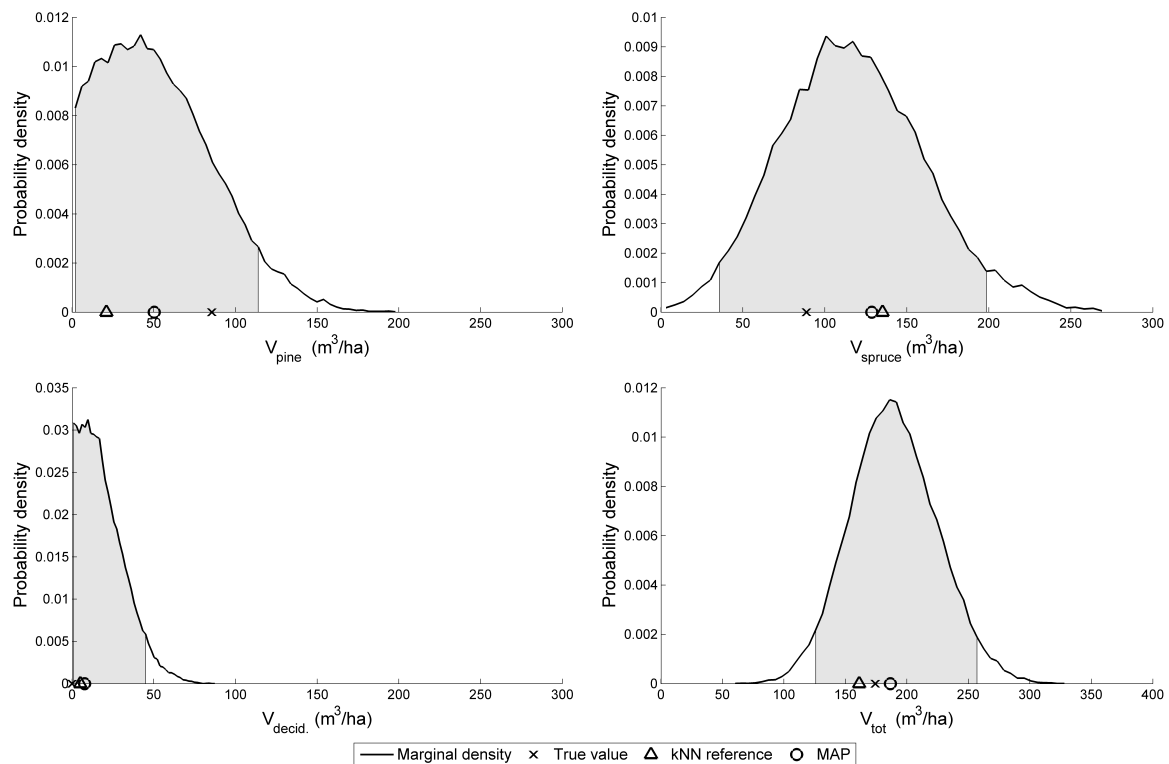 0.012
0.01
0.008
0.006
0.004
0.002
0
Probability density
0 50 100 150 200 250 300
V_pine (m^3/ha)
0.01
0.009
0.008
0.007
0.006
0.005
0.004
0.003
0.002
0.001
0
Probability density
0 50 100 150 200 250 300
V_spruce (m^3/ha)
0.035
0.03
0.025
0.02
0.015
0.01
0.005
0
Probability density
0 50 100 150 200 250 300
V_decid. (m^3/ha)
0.012
0.01
0.008
0.006
0.004
0.002
0
Probability density
0 50 100 150 200 250 300 350 400
V_tot (m^3/ha)
Marginal density True value kNN reference MAP